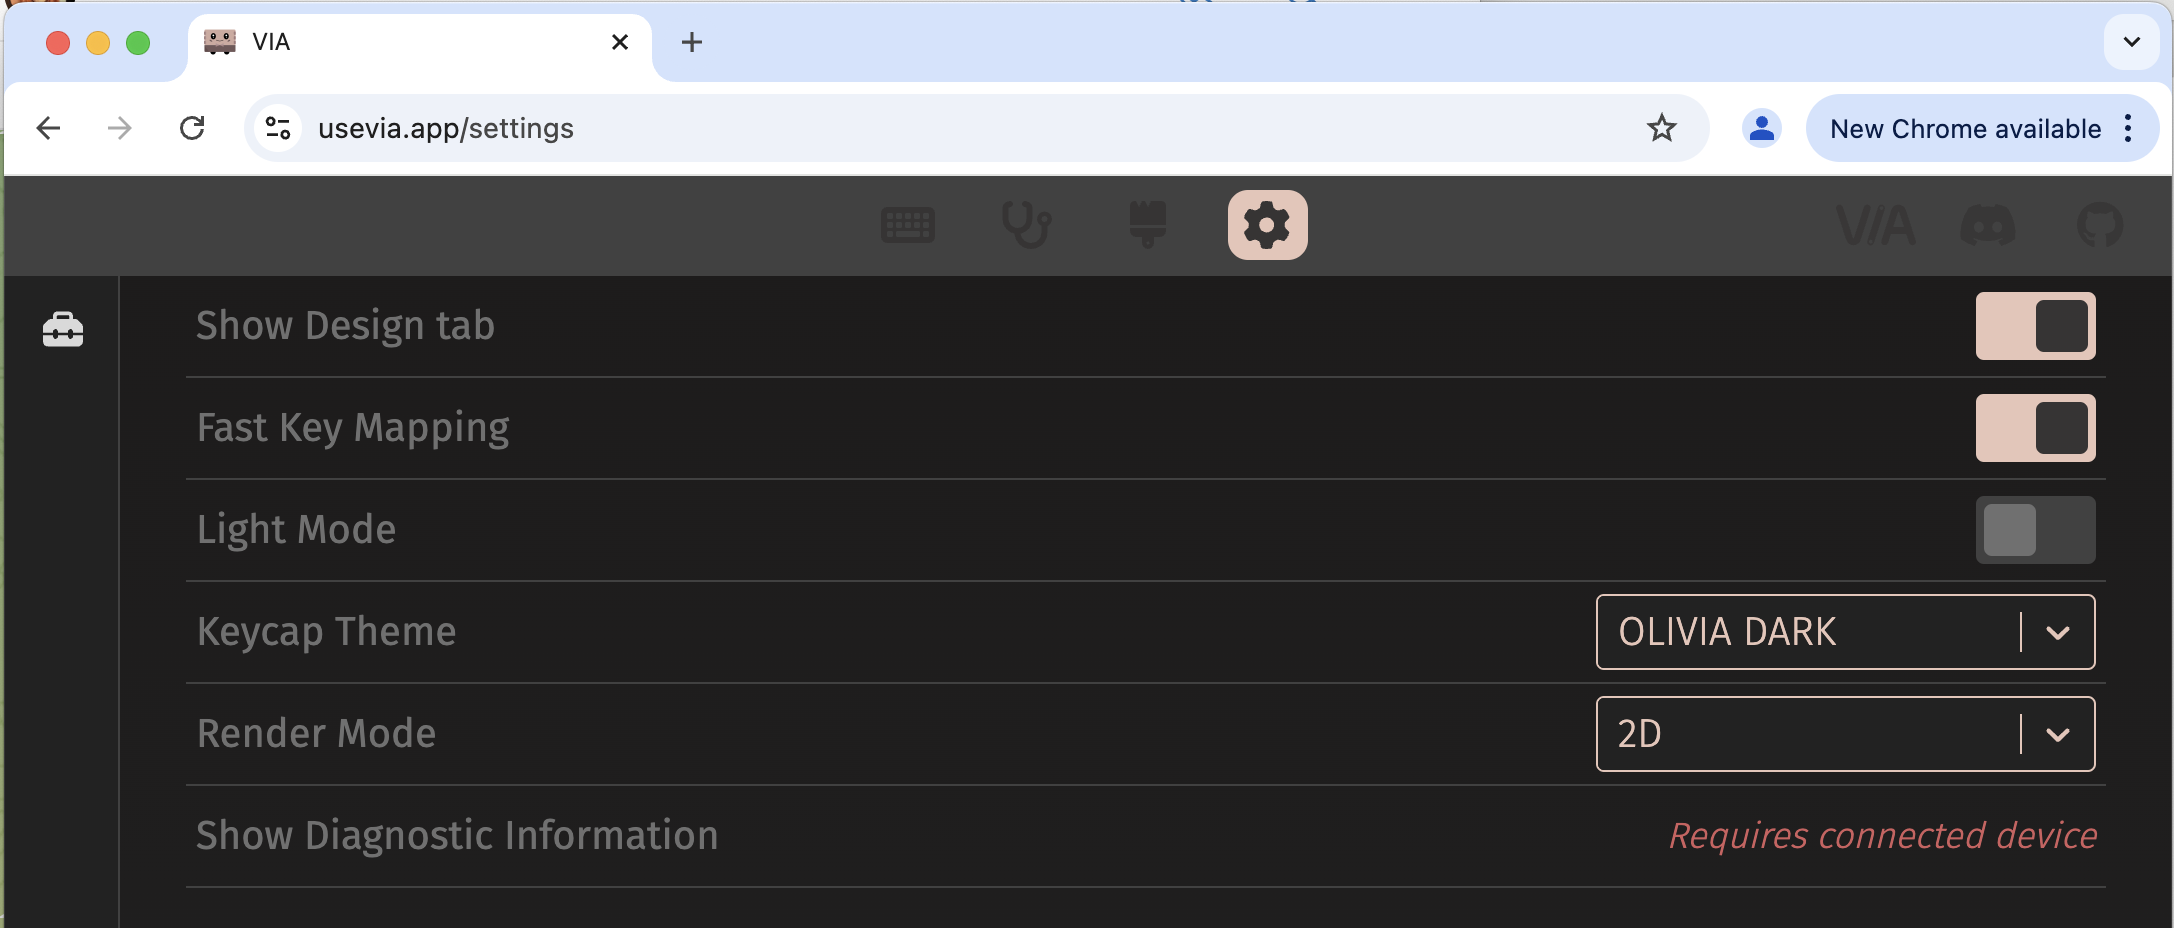 VIA
usevia.app/settings
New Chrome available
VIA
Show Design tab
Fast Key Mapping
Light Mode
Keycap Theme
OLIVIA DARK
Render Mode
2D
Show Diagnostic Information
Requires connected device